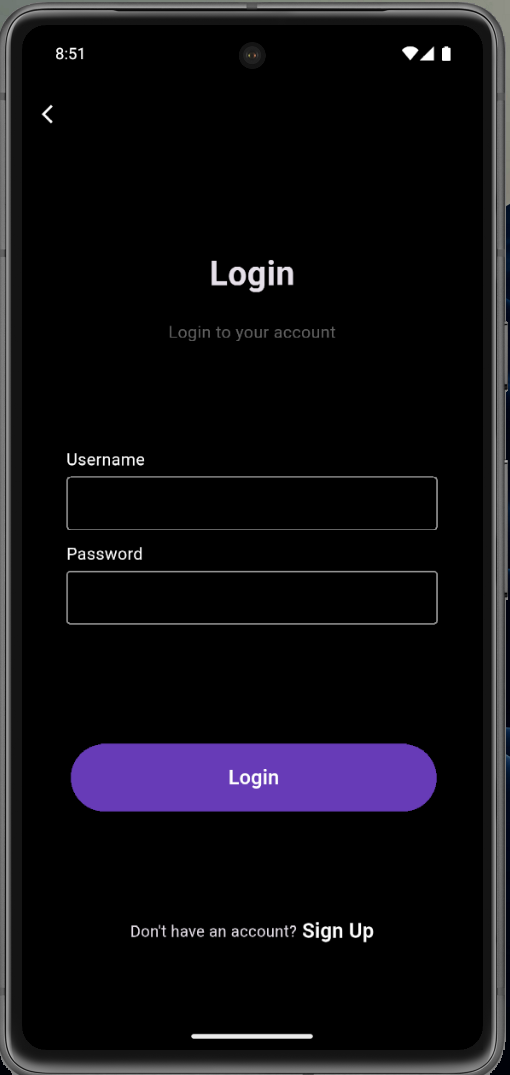 8:51
Login
Login to your account
Username
Password
Login
Don't have an account? Sign Up